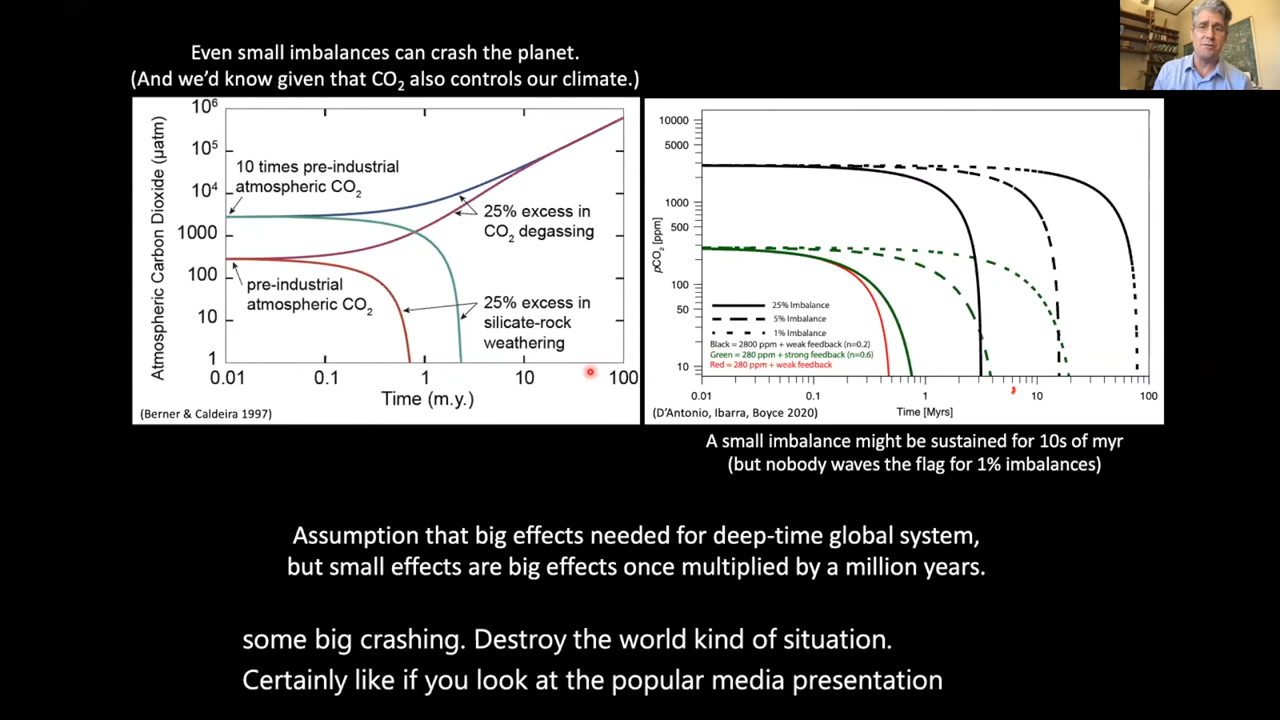 Even small imbalances can crash the planet.
(And we'd know given that CO₂ also controls our climate.)
Atmospheric Carbon Dioxide (µatm)
10⁶
10⁵
10⁴
1000
100
10
1
10 times pre-industrial
atmospheric CO₂
25% excess in
CO₂ degassing
pre-industrial
atmospheric CO₂
25% excess in
silicate-rock
weathering
0.01
0.1
1
10
100
Time (m.y.)
(Berner & Caldeira 1997)
pCO₂ [ppm]
10000
5000
1000
500
100
50
10
25% Imbalance
5% Imbalance
1% Imbalance
Black = 2800 ppm + weak feedback (n=0.2)
Green = 280 ppm + strong feedback (n=0.6)
Red = 280 ppm + weak feedback
0.01
0.1
1
10
100
Time [Myrs]
(D'Antonio, Ibarra, Boyce 2020)
A small imbalance might be sustained for 10s of myr
(but nobody waves the flag for 1% imbalances)
Assumption that big effects needed for deep-time global system,
but small effects are big effects once multiplied by a million years.
some big crashing. Destroy the world kind of situation.
Certainly like if you look at the popular media presentation